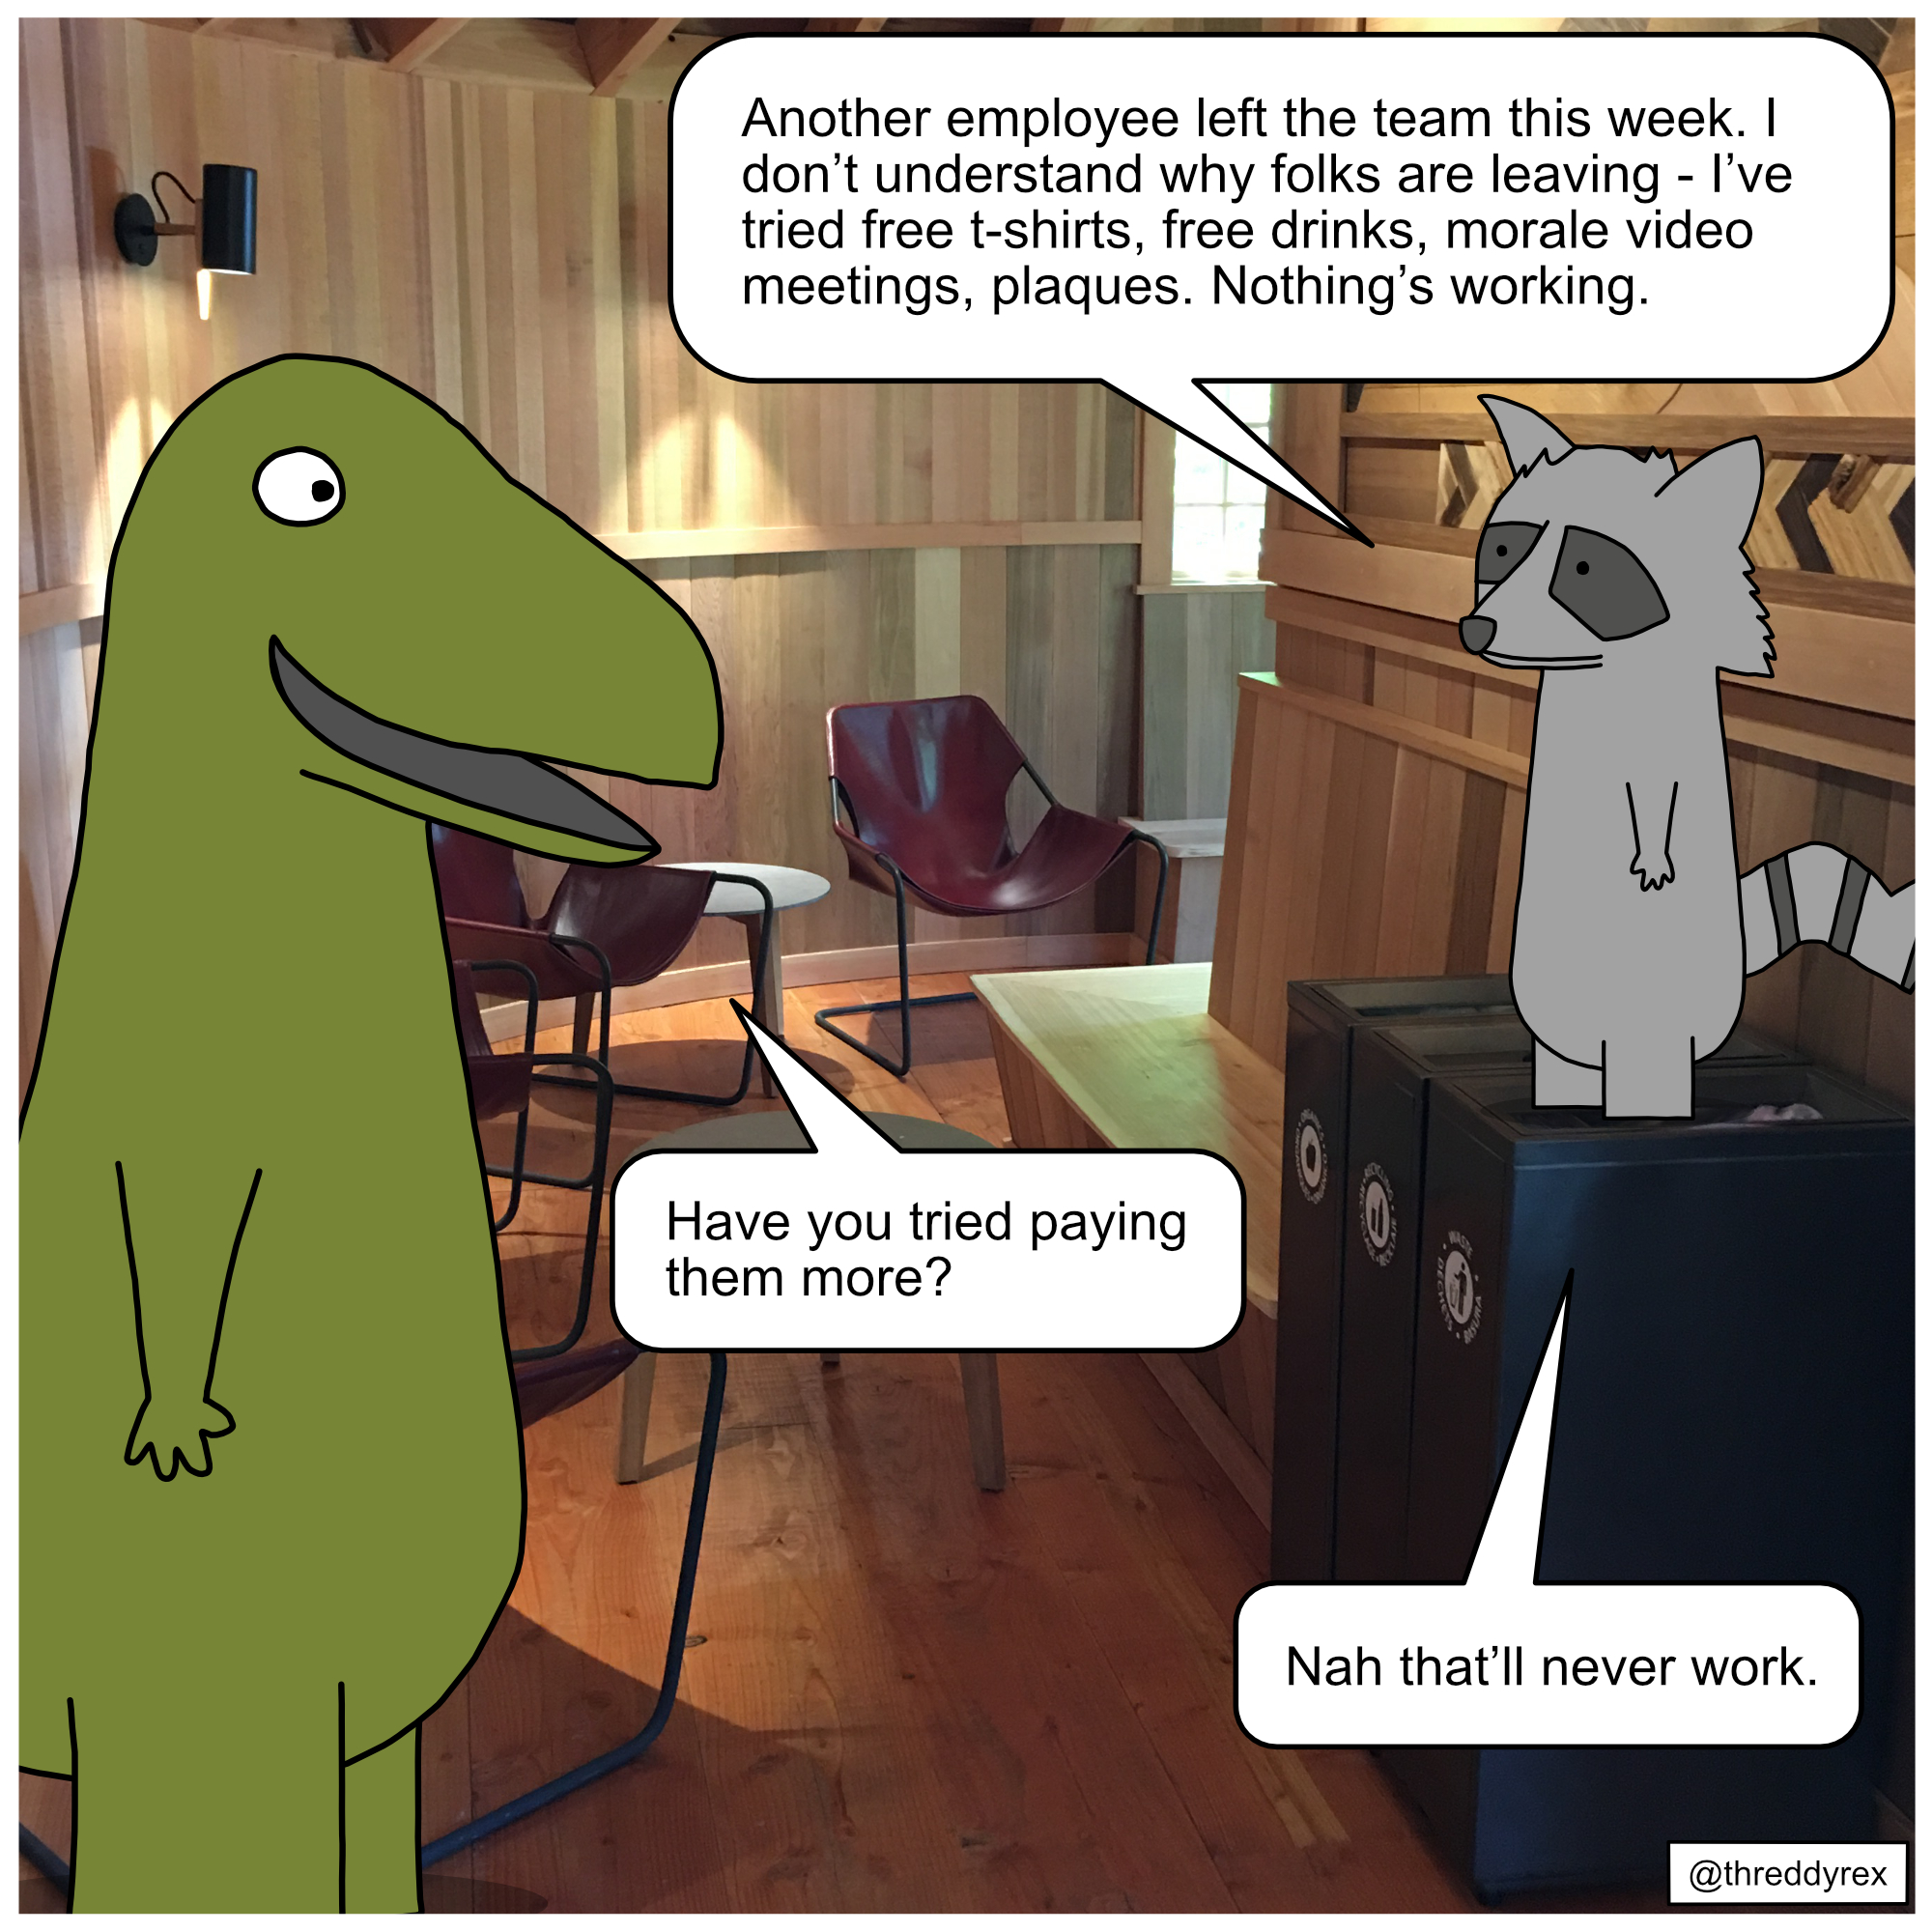 Another employee left the team this week. I
don’t understand why folks are leaving - I’ve
tried free t-shirts, free drinks, morale video
meetings, plaques. Nothing’s working.
Have you tried paying
them more?
WASTE
Nah that’ll never work.
@threddyrex